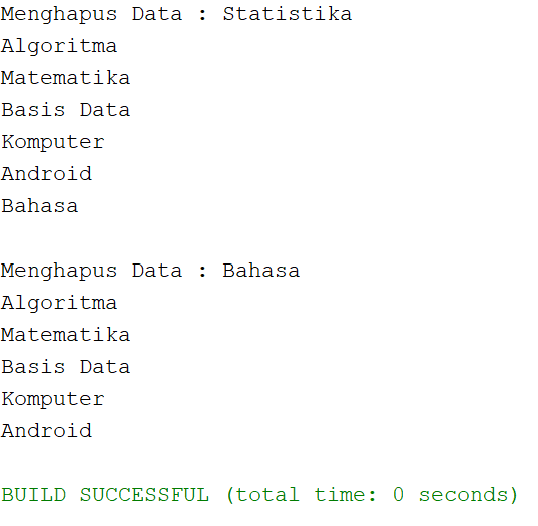 Menghapus Data : Statistika
Algoritma
Matematika
Basis Data
Komputer
Android
Bahasa

Menghapus Data : Bahasa
Algoritma
Matematika
Basis Data
Komputer
Android

BUILD SUCCESSFUL (total time: 0 seconds)